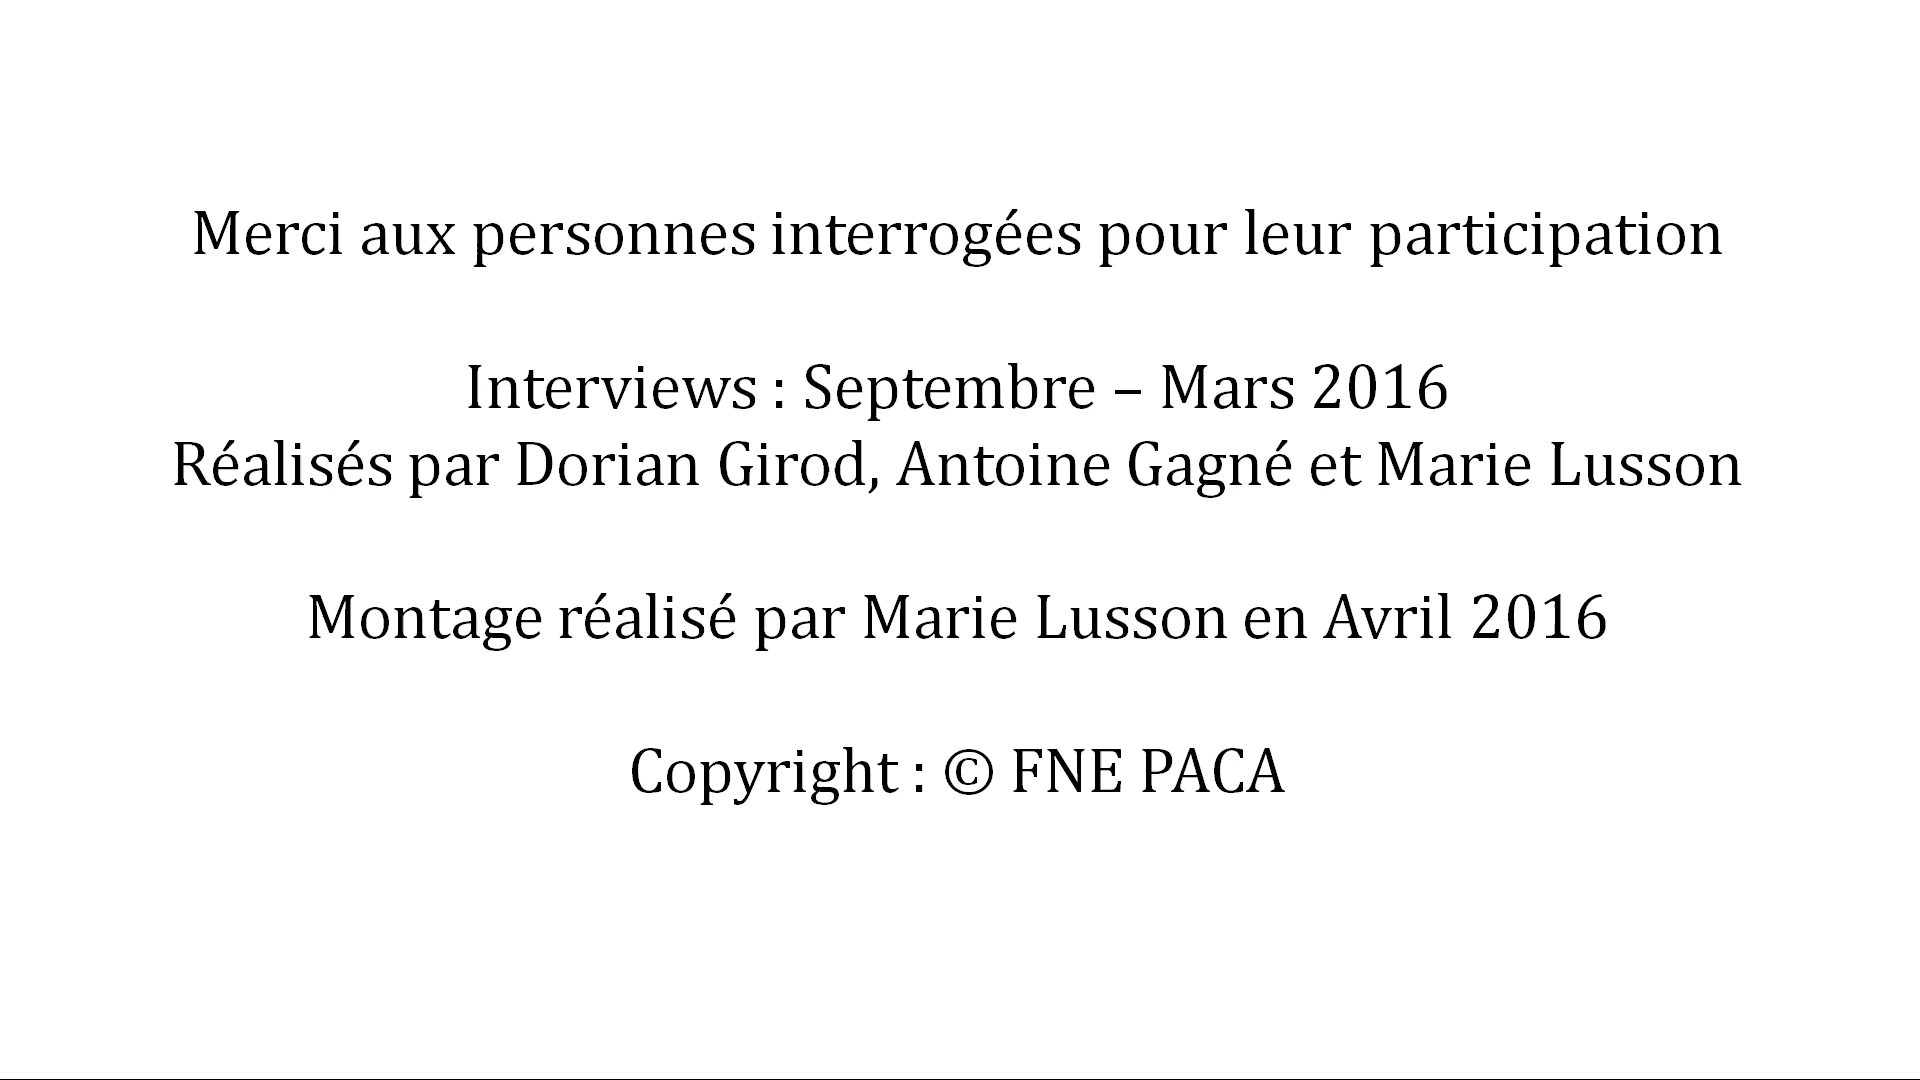 Merci aux personnes interrogées pour leur participation
Interviews : Septembre – Mars 2016
Réalisés par Dorian Girod, Antoine Gagné et Marie Lusson
Montage réalisé par Marie Lusson en Avril 2016
Copyright : © FNE PACA